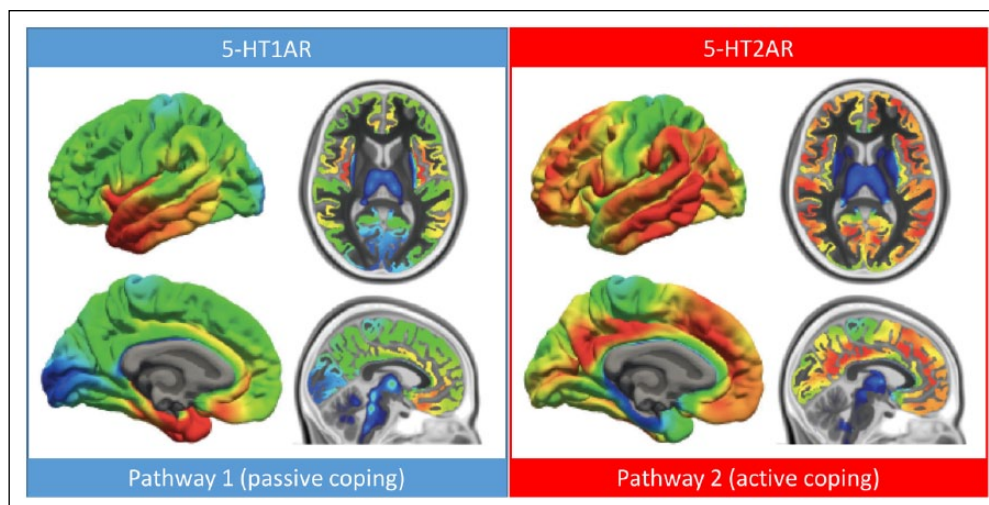 5-HT1AR
5-HT2AR
Pathway 1 (passive coping)
Pathway 2 (active coping)